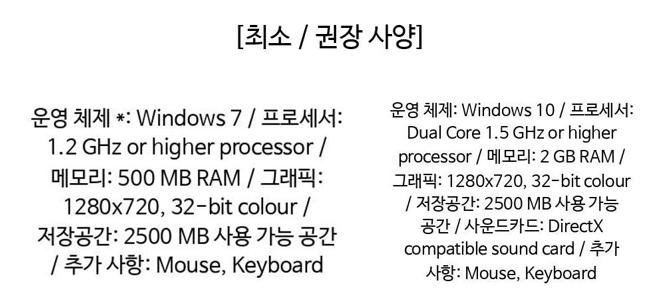 [최소 / 권장 사양]
운영 체제 *: Windows 7 / 프로세서:
1.2 GHz or higher processor /
메모리: 500 MB RAM / 그래픽:
1280x720, 32-bit colour /
저장공간: 2500 MB 사용 가능 공간
/ 추가 사항: Mouse, Keyboard
운영 체제: Windows 10 / 프로세서:
Dual Core 1.5 GHz or higher
processor / 메모리: 2 GB RAM /
그래픽: 1280x720, 32-bit colour
/ 저장공간: 2500 MB 사용 가능
공간 / 사운드카드: DirectX
compatible sound card / 추가
사항: Mouse, Keyboard